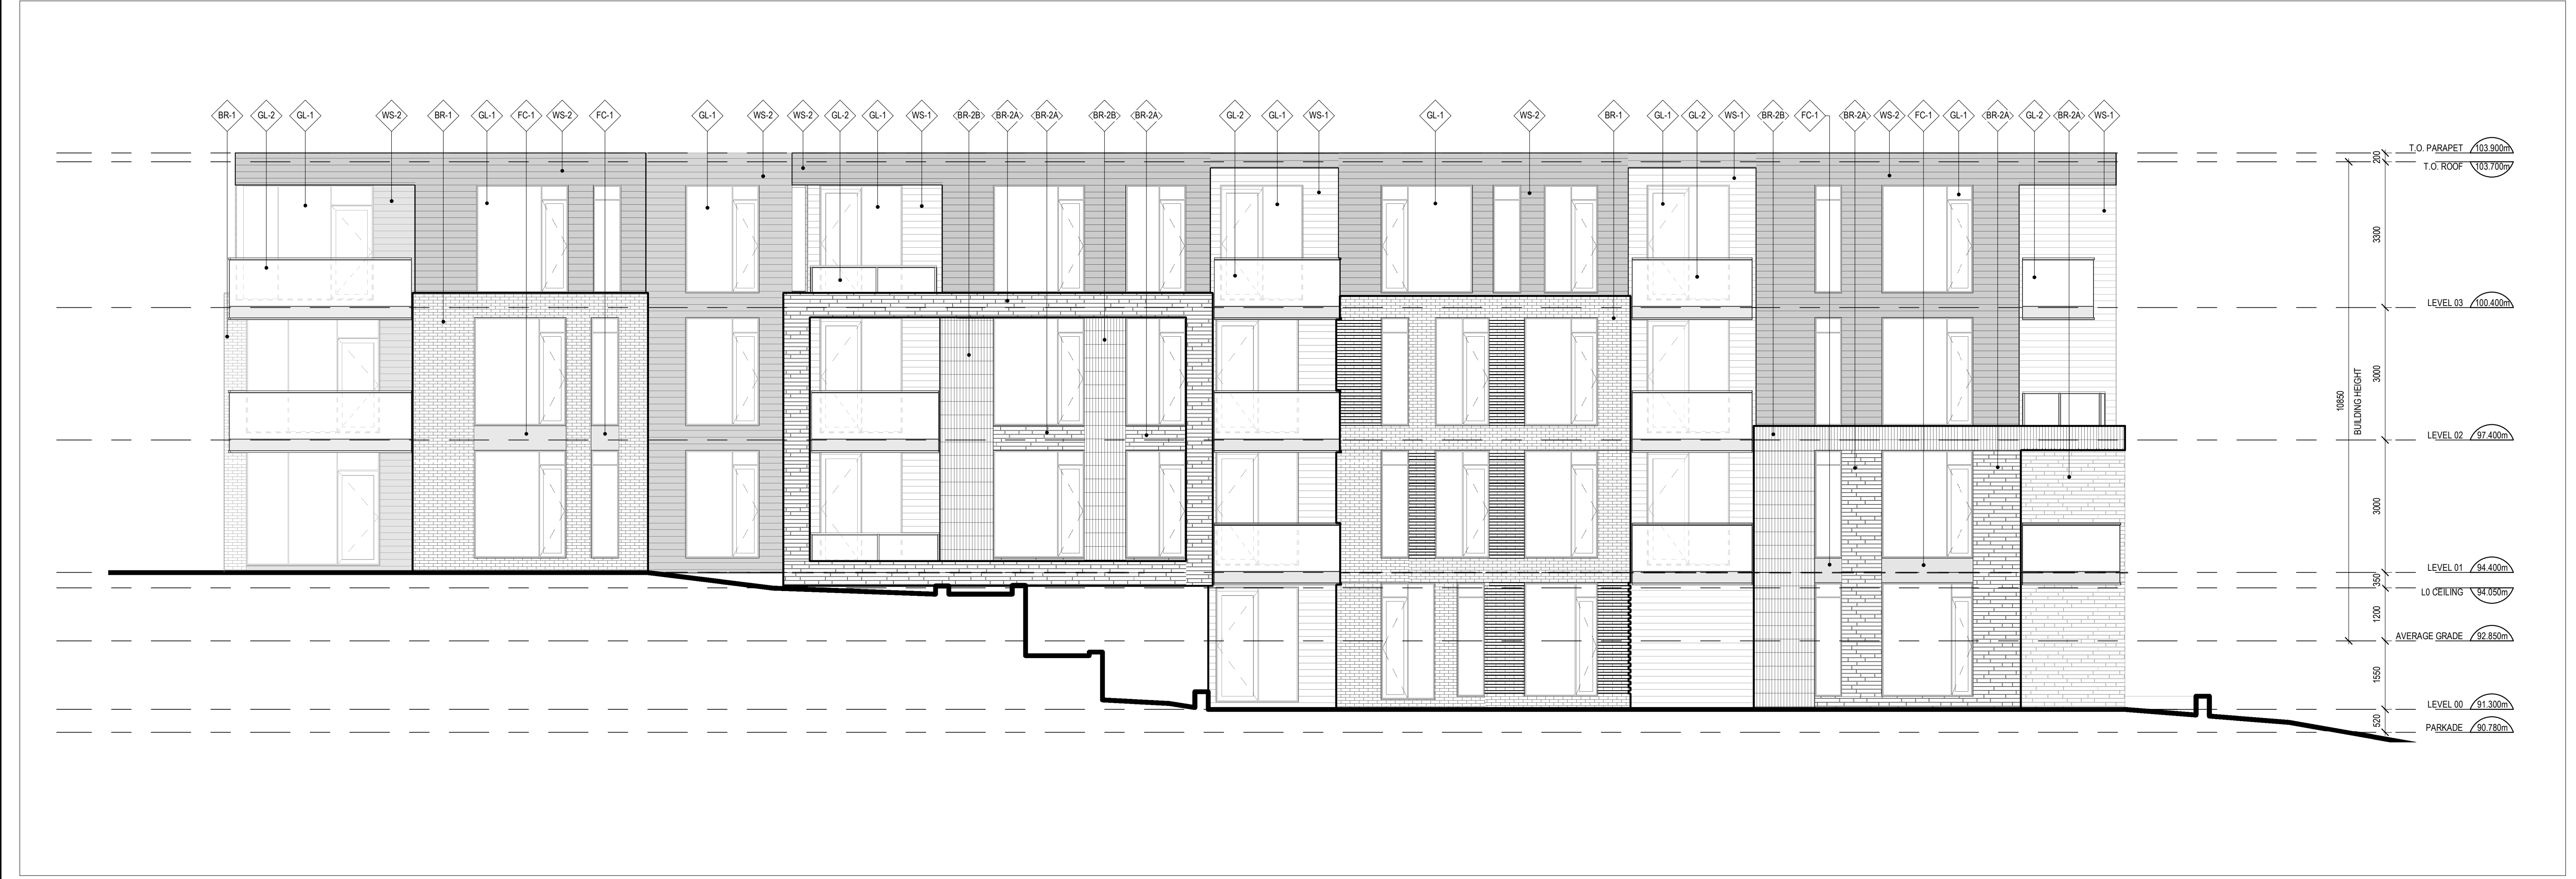 BR-1
GL-2
GL-1
WS-2
BR-1
GL-1
FC-1
WS-2
FC-1
GL-1
WS-2
WS-2
GL-2
GL-1
WS-1
BR-2B
BR-2A
BR-2A
BR-2B
BR-2A
GL-2
GL-1
WS-1
GL-1
WS-2
BR-1
GL-1
GL-2
WS-1
BR-2B
FC-1
BR-2A
WS-2
FC-1
GL-1
BR-2A
GL-2
BR-2A
WS-1
T.O. PARAPET 103.900m
200
T.O. ROOF 103.700m
3300
LEVEL 03 100.400m
3000
10850
BUILDING HEIGHT
LEVEL 02 97.400m
3000
LEVEL 01 94.400m
350
L0 CEILING 94.050m
1200
AVERAGE GRADE 92.850m
1550
LEVEL 00 91.300m
520
PARKADE 90.780m